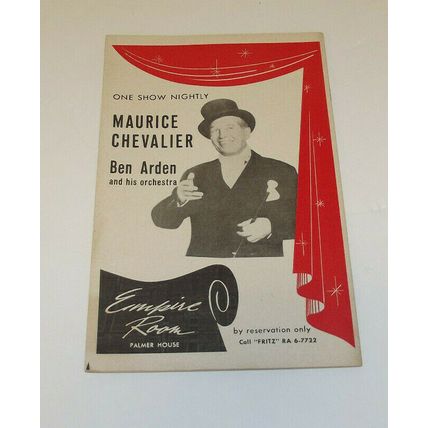 ONE SHOW NIGHTLY
MAURICE
CHEVALIER
Ben Arden
and his orchestra
Empire
Room
PALMER HOUSE
by reservation only
Call "FRITZ" RA 6-7722